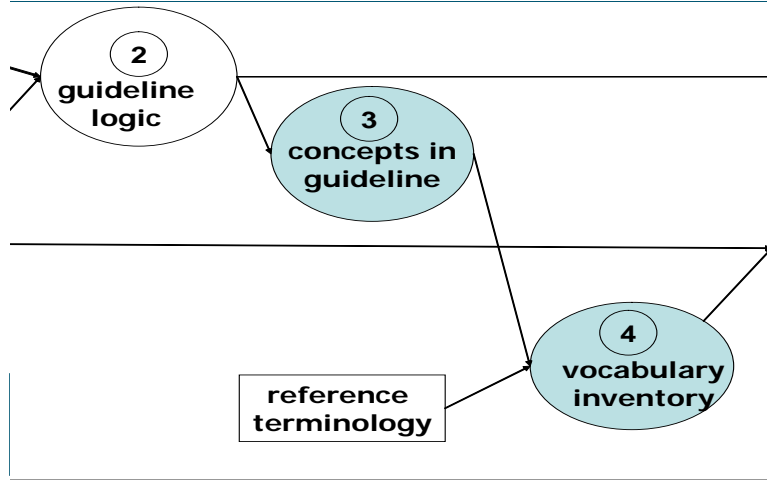 2
guideline
logic
3
concepts in
guideline
4
vocabulary
inventory
reference
terminology